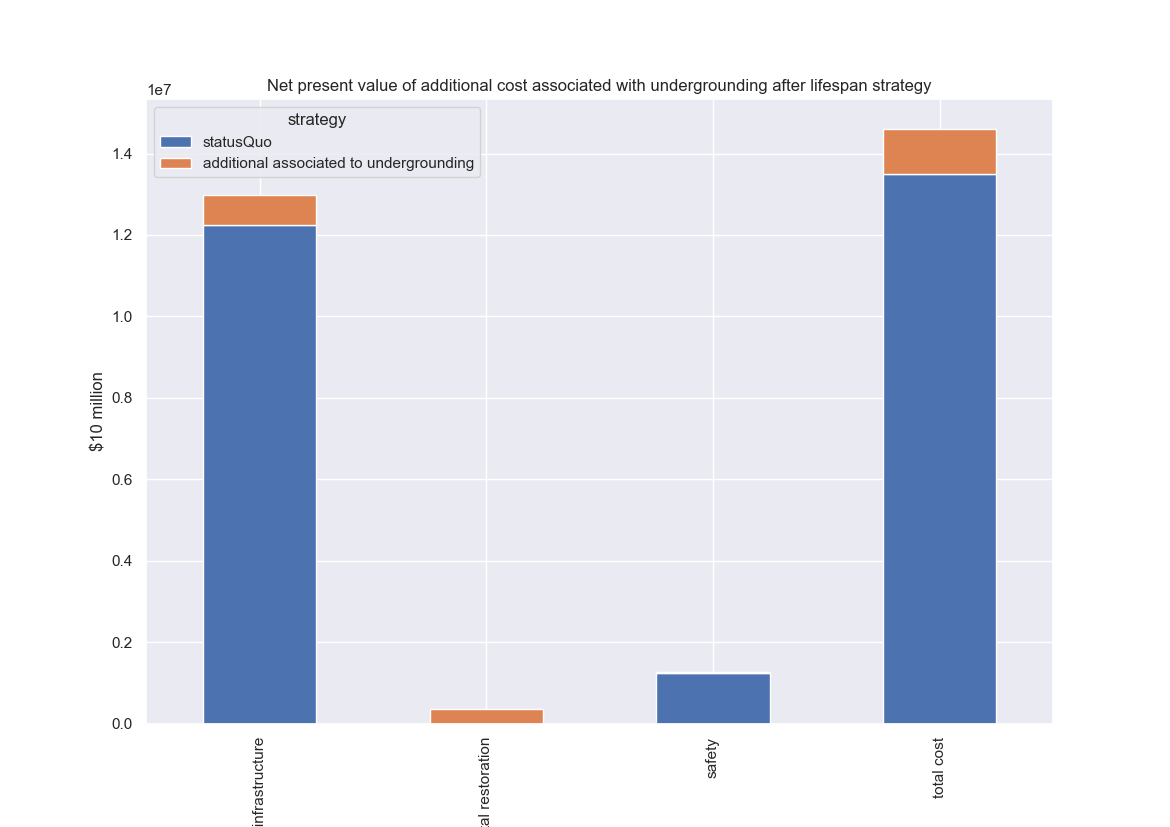 Net present value of additional cost associated with undergrounding after lifespan strategy
1e7
strategy
statusQuo
additional associated to undergrounding
1.4
1.2
1.0
0.8
0.6
0.4
0.2
0.0
$10 million
infrastructure
tal restoration
safety
total cost